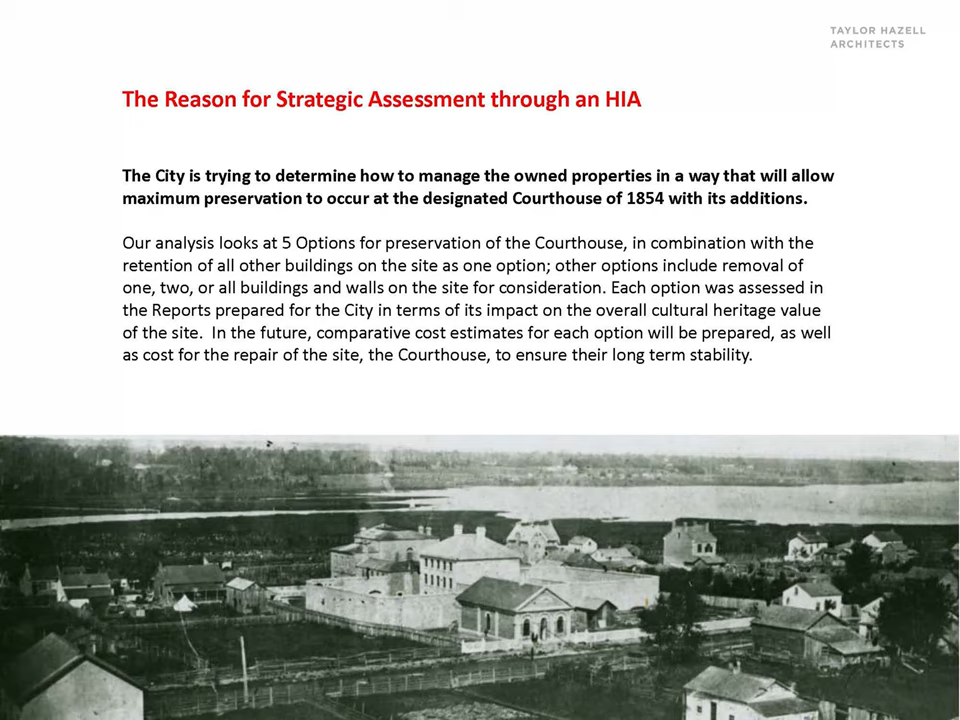 TAYLOR HAZELL
ARCHITECTS
The Reason for Strategic Assessment through an HIA
The City is trying to determine how to manage the owned properties in a way that will allow
maximum preservation to occur at the designated Courthouse of 1854 with its additions.
Our analysis looks at 5 Options for preservation of the Courthouse, in combination with the
retention of all other buildings on the site as one option; other options include removal of
one, two, or all buildings and walls on the site for consideration. Each option was assessed in
the Reports prepared for the City in terms of its impact on the overall cultural heritage value
of the site.  In the future, comparative cost estimates for each option will be prepared, as well
as cost for the repair of the site, the Courthouse, to ensure their long term stability.